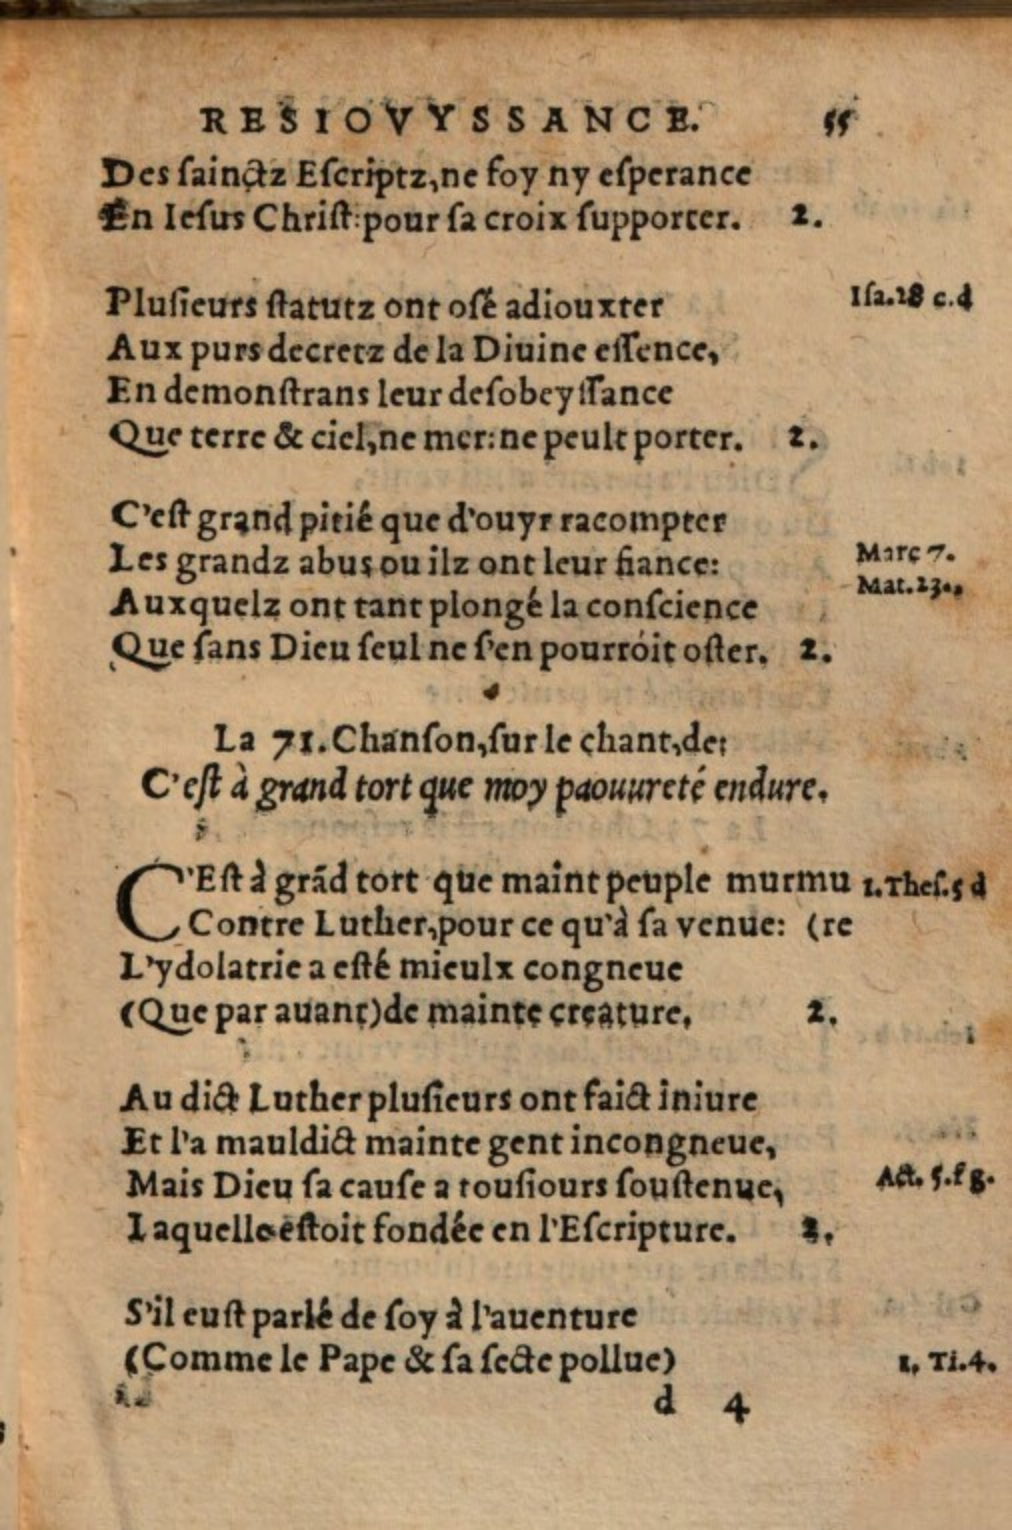 RESIOVYSSANCE. 55
Des ſainctz Eſcriptz, ne foy ny eſperance
En Ieſus Chriſt: pour ſa croix ſupporter. 2.
Pluſieurs ſtatutz ont oſé adiouxter Iſa.28 c.d
Aux purs decretz de la Diuine eſſence,
En demonſtrans leur deſobeyſſance
Que terre & ciel, ne mer: ne peult porter. 2.
C'eſt grand pitié que d'ouyr racompter
Les grandz abus ou ilz ont leur fiance: Marc 7.
Mat.23.
Auxquelz ont tant plongé la conſcience
Que ſans Dieu ſeul ne ſ'en pourroit oſter. 2.
La 71. Chanſon, ſur le chant, de:
C'eſt à grand tort que moy paouureté endure.
C'Eſt à grãd tort que maint peuple murmu 1.Theſ.5 d
Contre Luther, pour ce qu'à ſa venue: (re
L'ydolatrie a eſté mieulx congneue
(Que par auant) de mainte creature. 2.
Au dict Luther pluſieurs ont faict iniure
Et l'a mauldict mainte gent incongneue,
Mais Dieu ſa cauſe a touſiours ſouſtenue, Act. 5.f g.
Laquelle eſtoit fondée en l'Eſcripture. 2.
S'il euſt parlé de ſoy à l'auenture
(Comme le Pape & ſa ſecte pollue) 1. Ti.4.
d 4